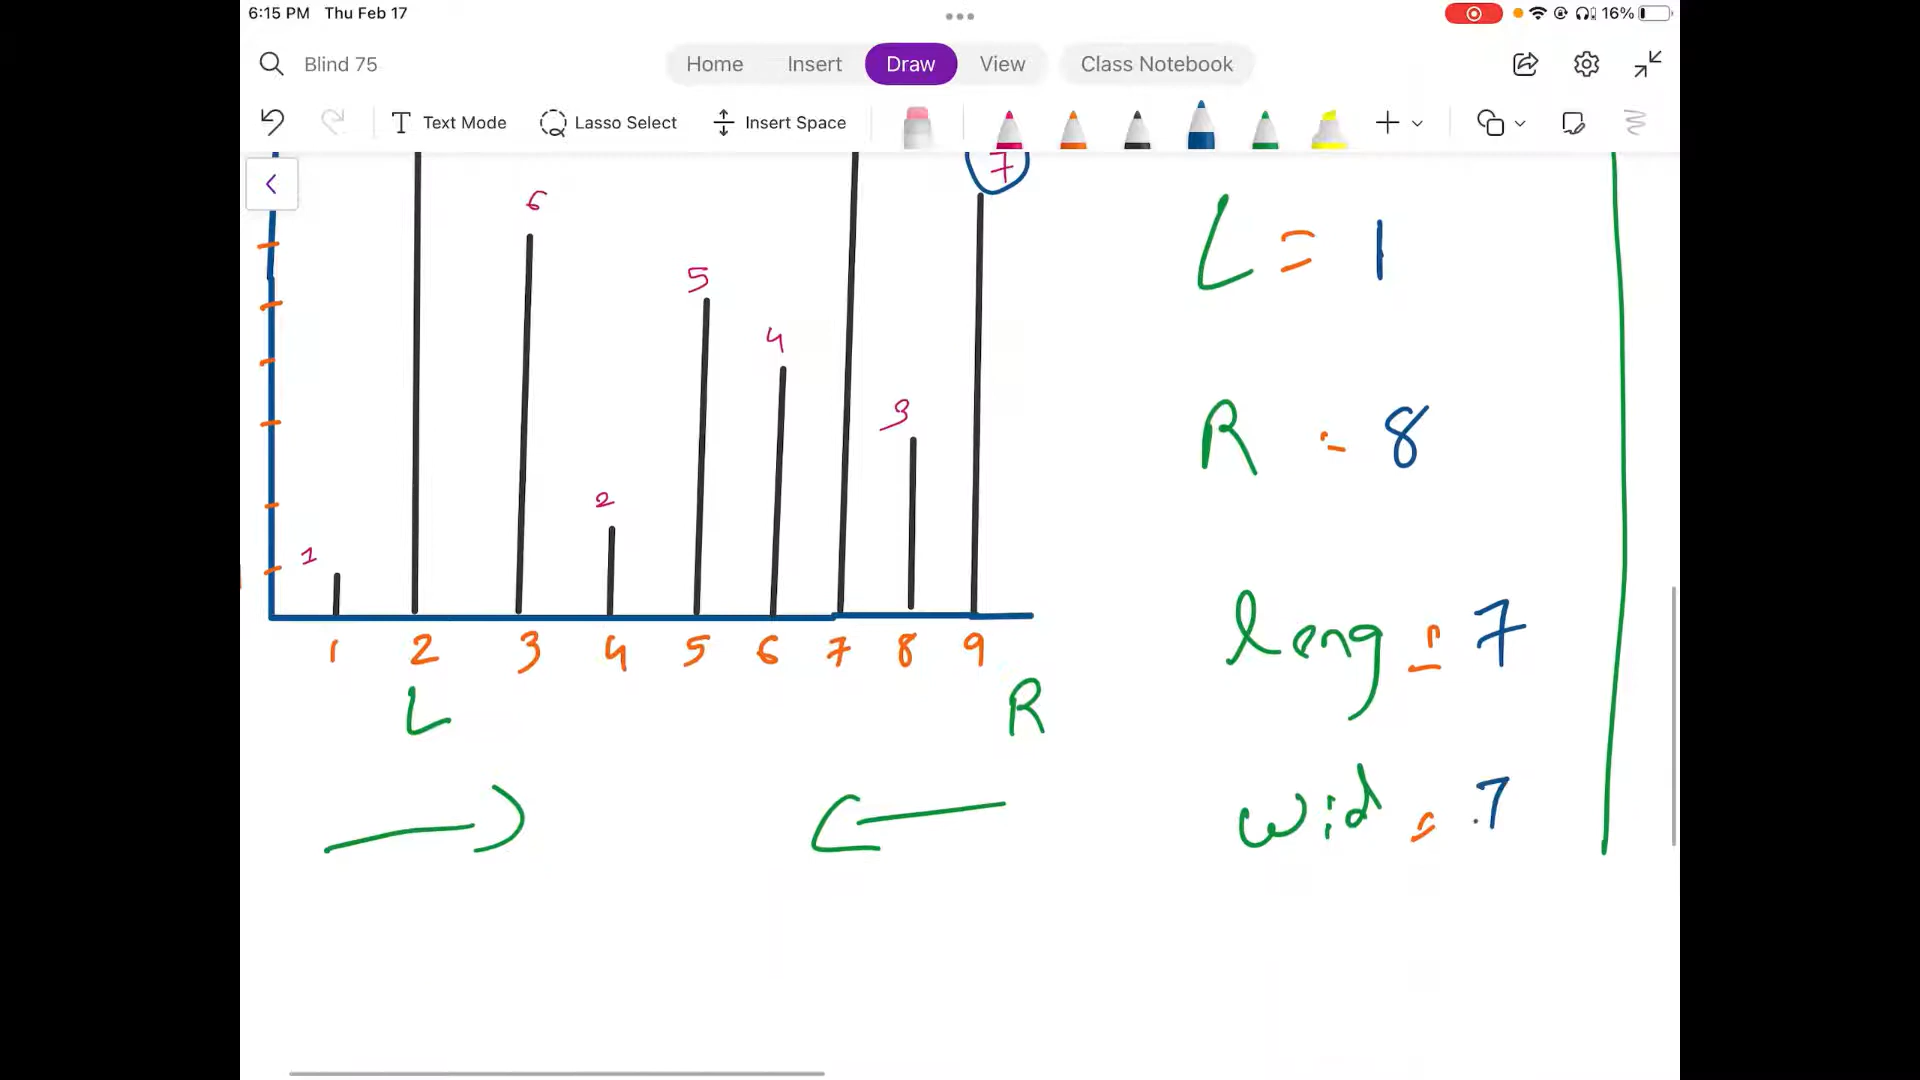 6:15 PM Thu Feb 17
16%
Blind 75
Home Insert Draw View Class Notebook
Text Mode Lasso Select Insert Space
7
6
5
4
3
2
1
1 2 3 4 5 6 7 8 9
L R
L = 1
R = 8
leng = 7
wid = 7